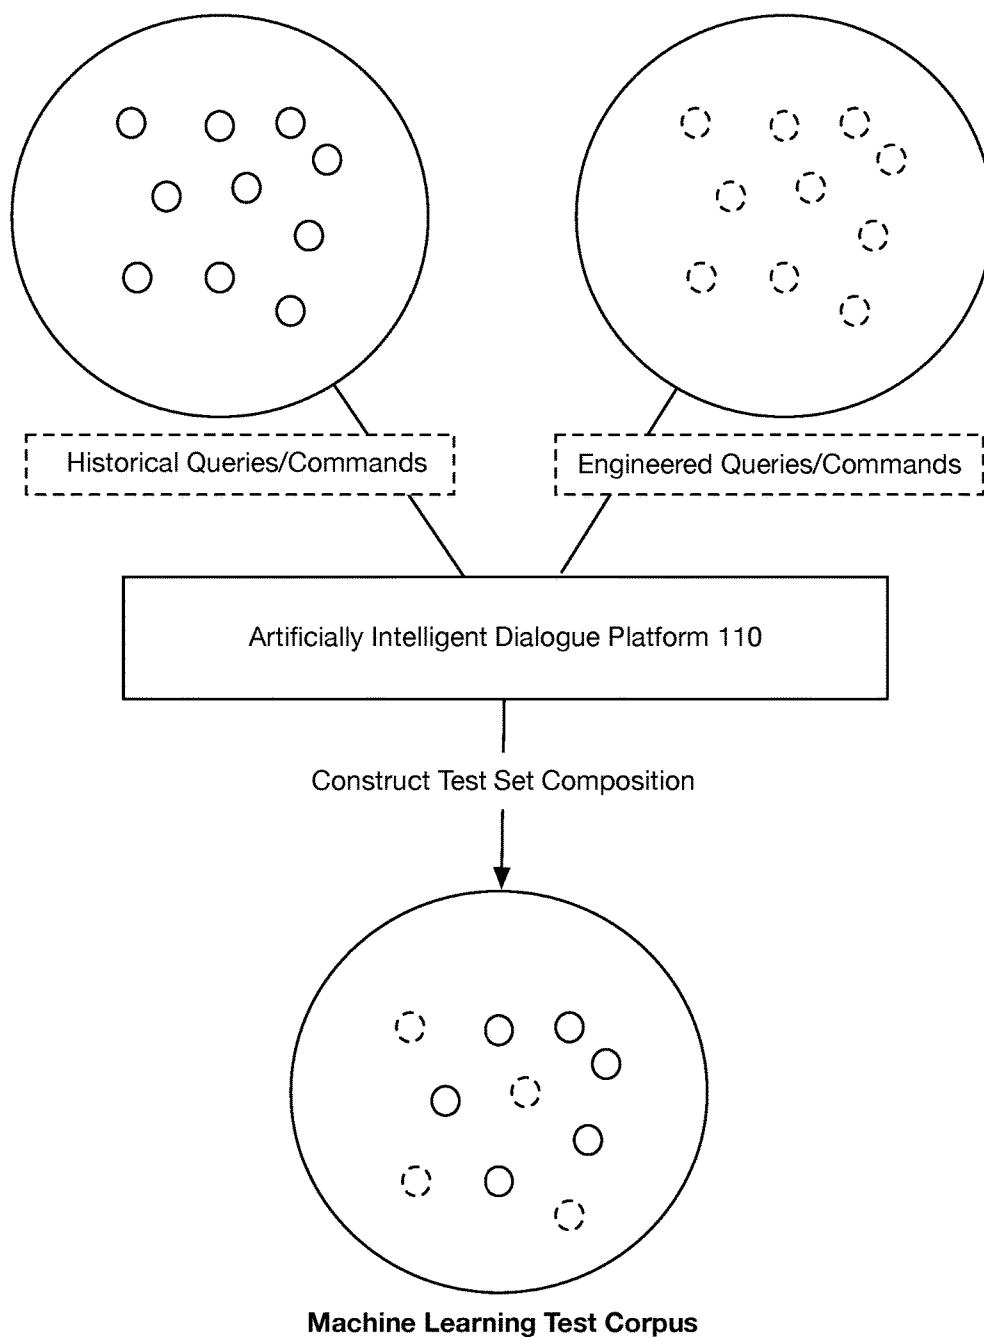 Historical Queries/Commands
Engineered Queries/Commands
Artificially Intelligent Dialogue Platform 110
Construct Test Set Composition
Machine Learning Test Corpus